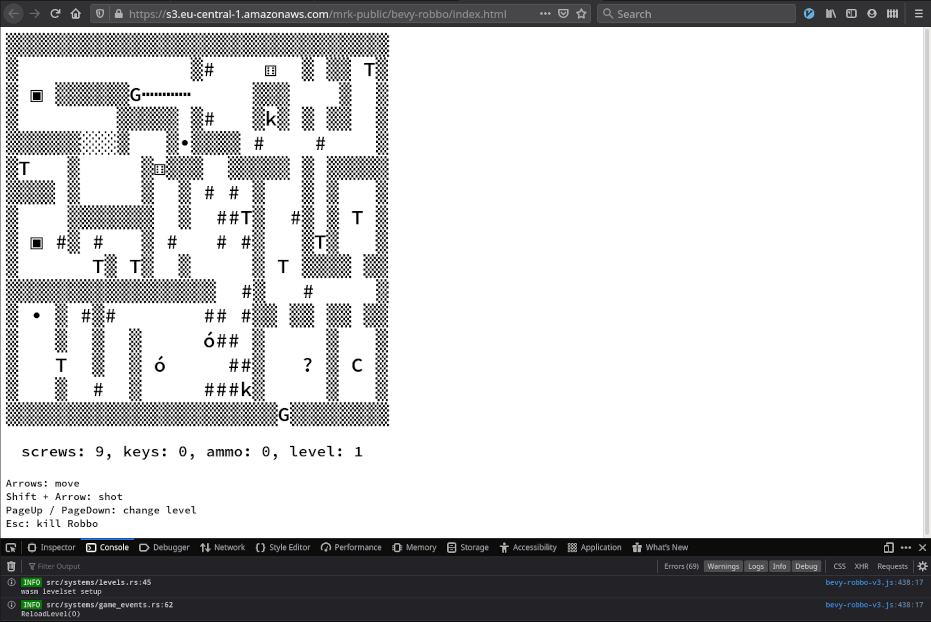 https://s3.eu-central-1.amazonaws.com/mrk-public/bevy-robbo/index.html
Search
# T
G
# k
• # #
T
# #
##T # T
# # # # # T
T T T
# #
• # # ## #
ó##
T ó ## ? C
# ###k
G
screws: 9, keys: 0, ammo: 0, level: 1
Arrows: move
Shift + Arrow: shot
PageUp / PageDown: change level
Esc: kill Robbo
Inspector Console Debugger Network Style Editor Performance Memory Storage Accessibility Application What's New
Filter Output Errors (69) Warnings Logs Info Debug CSS XHR Requests
INFO src/systems/levels.rs:45 bevy-robbo-v3.js:438:17
wasm levelset setup
INFO src/systems/game_events.rs:62 bevy-robbo-v3.js:438:17
ReloadLevel(0)